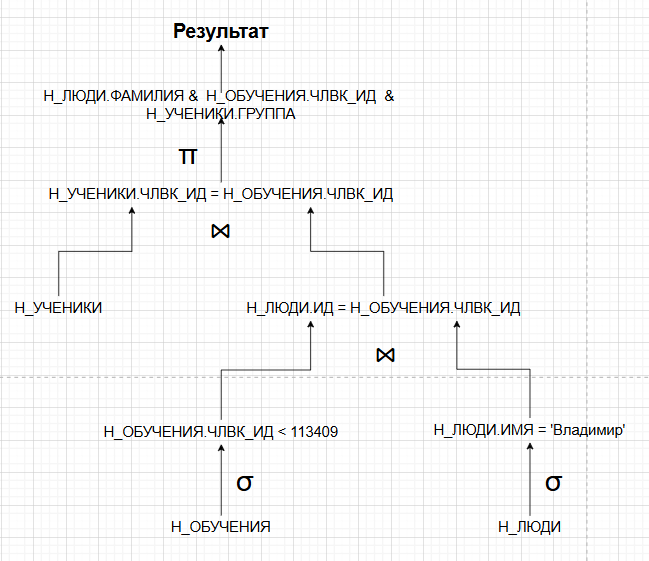 Результат
Н_ЛЮДИ.ФАМИЛИЯ & Н_ОБУЧЕНИЯ.ЧЛВК_ИД &
Н_УЧЕНИКИ.ГРУППА
π
Н_УЧЕНИКИ.ЧЛВК_ИД = Н_ОБУЧЕНИЯ.ЧЛВК_ИД
⋈
Н_УЧЕНИКИ
Н_ЛЮДИ.ИД = Н_ОБУЧЕНИЯ.ЧЛВК_ИД
⋈
Н_ОБУЧЕНИЯ.ЧЛВК_ИД < 113409
Н_ЛЮДИ.ИМЯ = 'Владимир'
σ
σ
Н_ОБУЧЕНИЯ
Н_ЛЮДИ